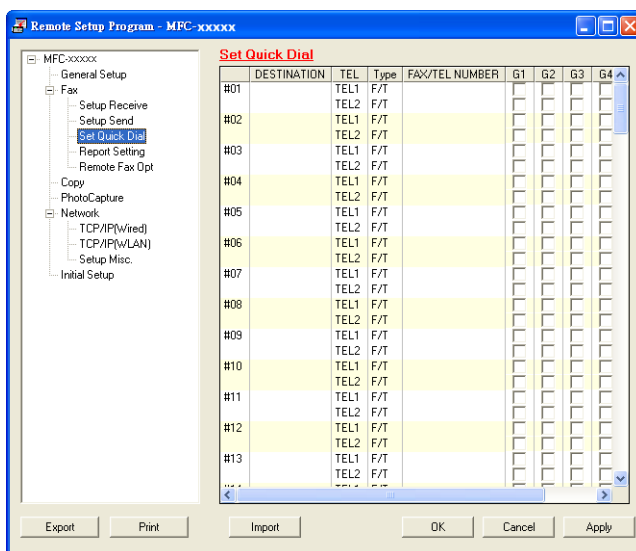 Remote Setup Program - MFC-xxxxx
MFC-xxxxx
General Setup
Fax
Setup Receive
Setup Send
Set Quick Dial
Report Setting
Remote Fax Opt
Copy
PhotoCapture
Network
TCP/IP(Wired)
TCP/IP(WLAN)
Setup Misc.
Initial Setup
Set Quick Dial
DESTINATION TEL Type FAX/TEL NUMBER G1 G2 G3 G4
#01 TEL1 F/T
TEL2 F/T
#02 TEL1 F/T
TEL2 F/T
#03 TEL1 F/T
TEL2 F/T
#04 TEL1 F/T
TEL2 F/T
#05 TEL1 F/T
TEL2 F/T
#06 TEL1 F/T
TEL2 F/T
#07 TEL1 F/T
TEL2 F/T
#08 TEL1 F/T
TEL2 F/T
#09 TEL1 F/T
TEL2 F/T
#10 TEL1 F/T
TEL2 F/T
#11 TEL1 F/T
TEL2 F/T
#12 TEL1 F/T
TEL2 F/T
#13 TEL1 F/T
TEL2 F/T
Export Print Import OK Cancel Apply